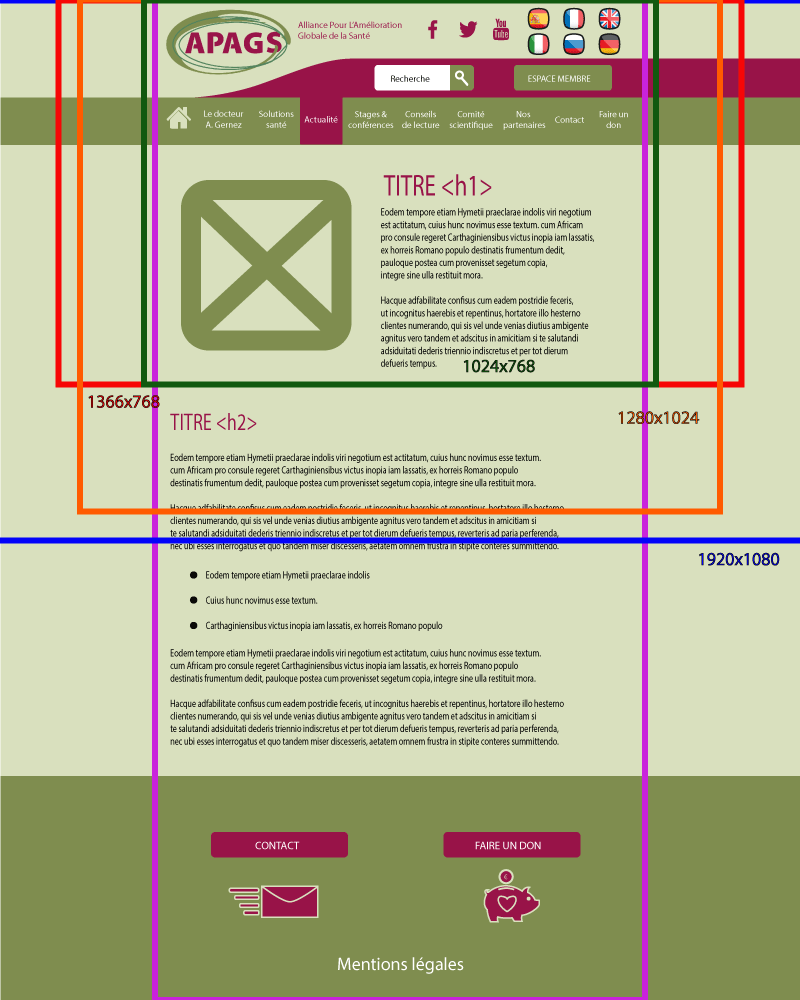 APAGS
Alliance Pour L'Amélioration
Globale de la Santé
You
Tube
Recherche
ESPACE MEMBRE
Le docteur
A. Gernez
Solutions
santé
Actualité
Stages &
conférences
Conseils
de lecture
Comité
scientifique
Nos
partenaires
Contact
Faire un
don
TITRE <h1>
Eodem tempore etiam Hymetii praeclarae indolis viri negotium
est actitatum, cuius hunc novimus esse textum. cum Africam
pro consule regeret Carthaginiensibus victus inopia iam lassatis,
ex horreis Romano populo destinatis frumentum dedit,
pauloque postea cum provenisset segetum copia,
integre sine ulla restituit mora.
Hacque adfabilitate confisus cum eadem postridie feceris,
ut incognitus haerebis et repentinus, hortatore illo hesterno
clientes numerando, qui sis vel unde venias diutius ambigente
agnitus vero tandem et adscitus in amicitiam si te salutandi
adsiduitati dederis triennio indiscretus et per tot dierum
defueris tempus.
1024x768
1366x768
1280x1024
TITRE <h2>
Eodem tempore etiam Hymetii praeclarae indolis viri negotium est actitatum, cuius hunc novimus esse textum.
cum Africam pro consule regeret Carthaginiensibus victus inopia iam lassatis, ex horreis Romano populo
destinatis frumentum dedit, pauloque postea cum provenisset segetum copia, integre sine ulla restituit mora.
Hacque adfabilitate confisus cum eadem postridie feceris, ut incognitus haerebis et repentinus, hortatore illo hesterno
clientes numerando, qui sis vel unde venias diutius ambigente agnitus vero tandem et adscitus in amicitiam si
te salutandi adsiduitati dederis triennio indiscretus et per tot dierum defueris tempus, reverteris ad paria perferenda,
nec ubi esses interrogatus et quo tandem miser discesseris, aetatem omnem frustra in stipite conteres summittendo.
1920x1080
Eodem tempore etiam Hymetii praeclarae indolis
Cuius hunc novimus esse textum.
Carthaginiensibus victus inopia iam lassatis, ex horreis Romano populo
Eodem tempore etiam Hymetii praeclarae indolis viri negotium est actitatum, cuius hunc novimus esse textum.
cum Africam pro consule regeret Carthaginiensibus victus inopia iam lassatis, ex horreis Romano populo
destinatis frumentum dedit, pauloque postea cum provenisset segetum copia, integre sine ulla restituit mora.
Hacque adfabilitate confisus cum eadem postridie feceris, ut incognitus haerebis et repentinus, hortatore illo hesterno
clientes numerando, qui sis vel unde venias diutius ambigente agnitus vero tandem et adscitus in amicitiam si
te salutandi adsiduitati dederis triennio indiscretus et per tot dierum defueris tempus, reverteris ad paria perferenda,
nec ubi esses interrogatus et quo tandem miser discesseris, aetatem omnem frustra in stipite conteres summittendo.
CONTACT
FAIRE UN DON
€
Mentions légales